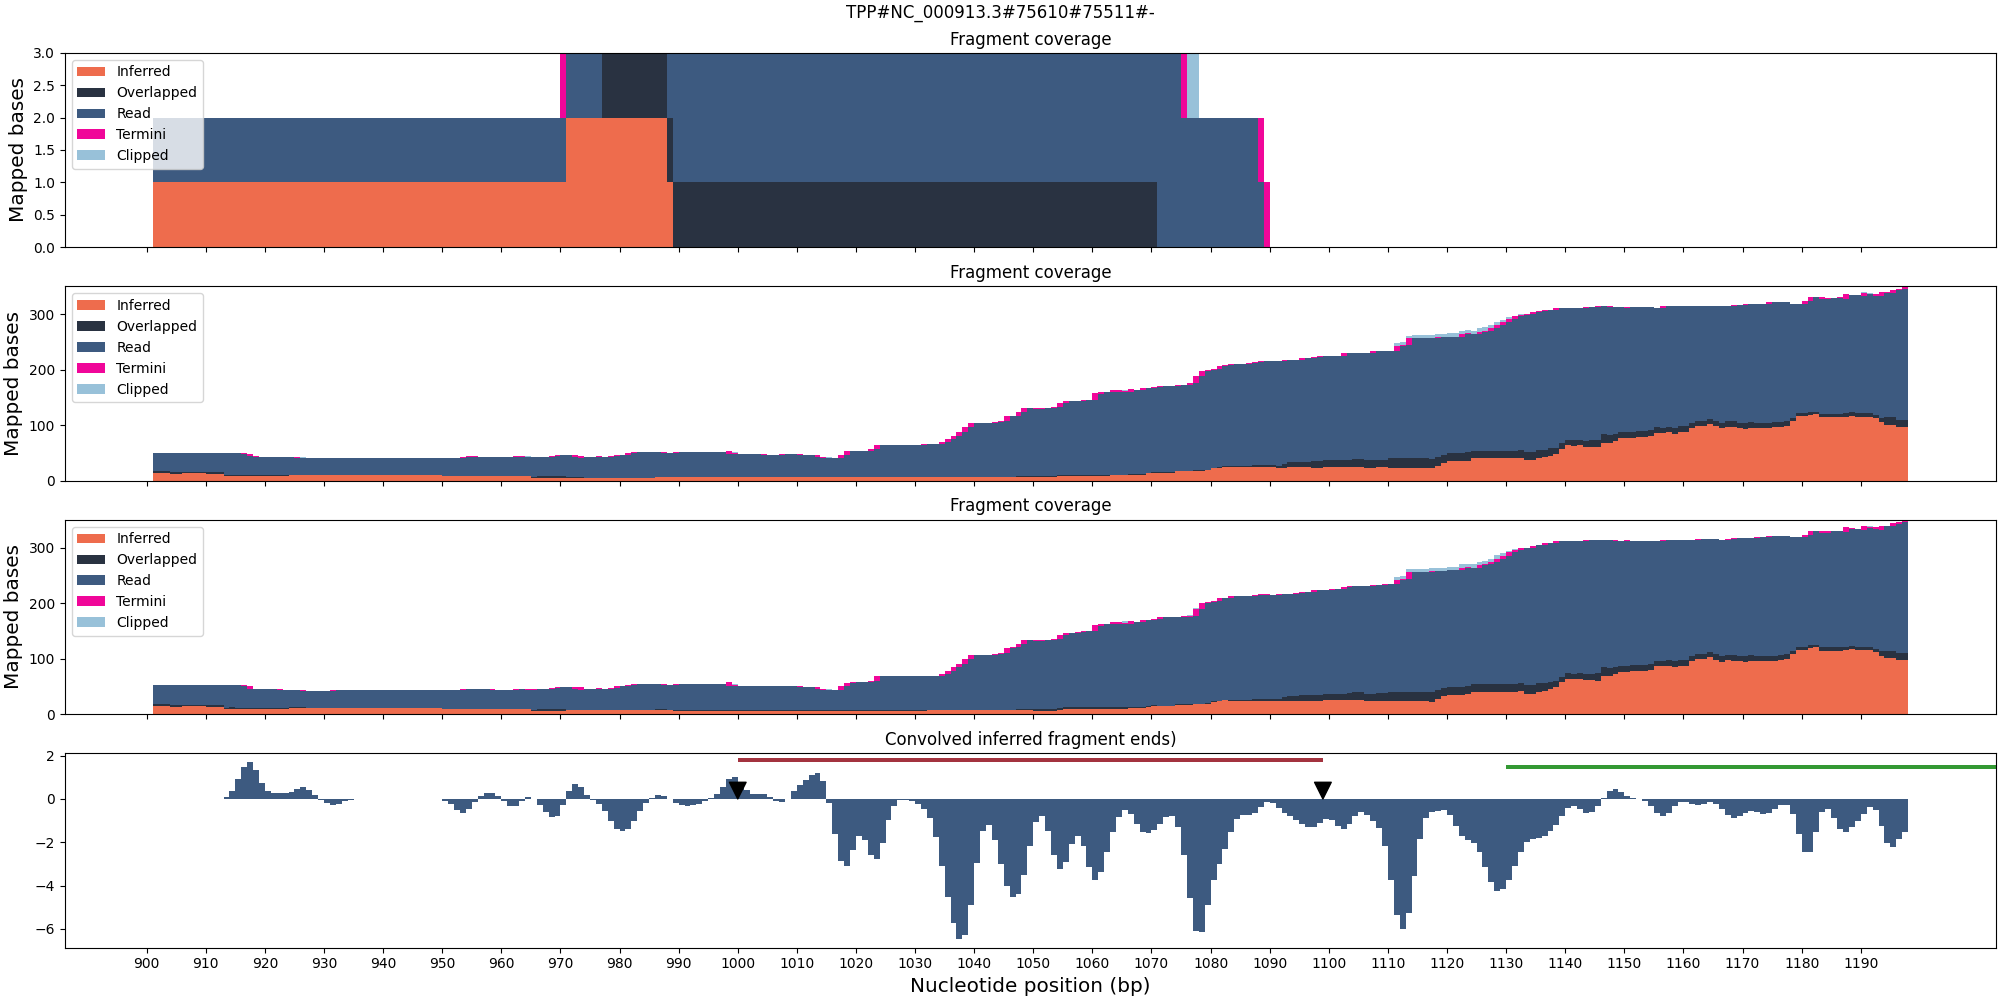 TPP#NC_000913.3#75610#75511#-
Fragment coverage
Mapped bases
3.0
2.5
2.0
1.5
1.0
0.5
0.0
Inferred
Overlapped
Read
Termini
Clipped
Fragment coverage
Mapped bases
300
200
100
0
Inferred
Overlapped
Read
Termini
Clipped
Fragment coverage
Mapped bases
300
200
100
0
Inferred
Overlapped
Read
Termini
Clipped
Convolved inferred fragment ends)
2
0
−2
−4
−6
900 910 920 930 940 950 960 970 980 990 1000 1010 1020 1030 1040 1050 1060 1070 1080 1090 1100 1110 1120 1130 1140 1150 1160 1170 1180 1190
Nucleotide position (bp)